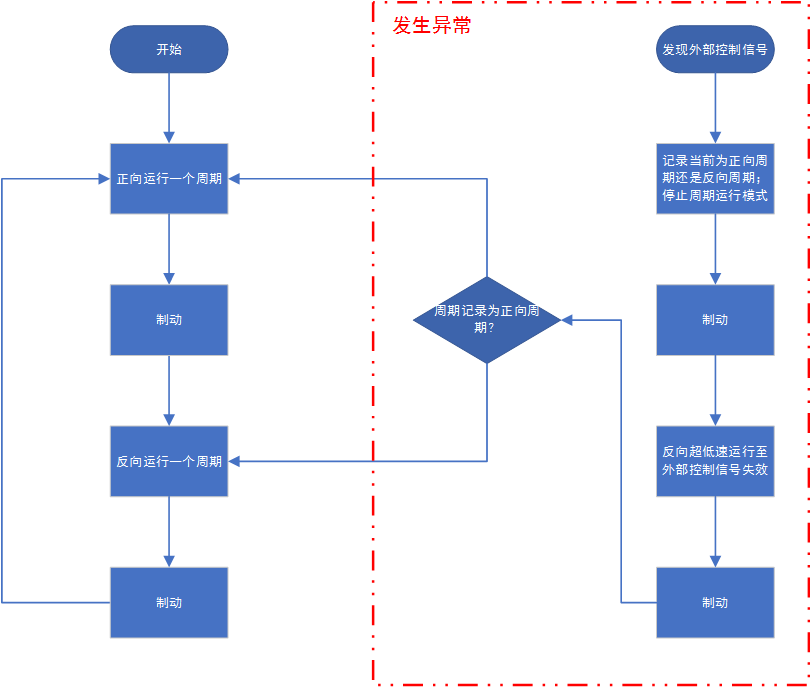 发生异常
开始
发现外部控制信号
正向运行一个周期
记录当前为正向周
期还是反向周期；
停止周期运行模式
制动
周期记录为正向周
期？
制动
反向运行一个周期
反向超低速运行至
外部控制信号失效
制动
制动